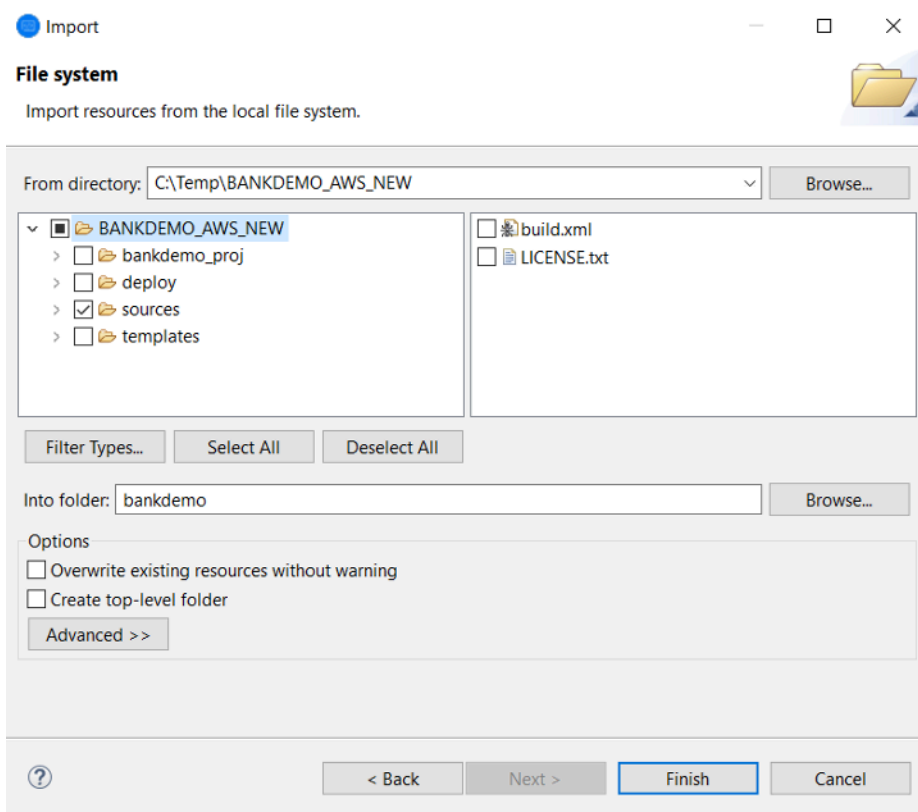 Import
File system
Import resources from the local file system.
From directory: C:\Temp\BANKDEMO_AWS_NEW Browse...
BANKDEMO_AWS_NEW
bankdemo_proj
deploy
sources
templates
build.xml
LICENSE.txt
Filter Types... Select All Deselect All
Into folder: bankdemo Browse...
Options
Overwrite existing resources without warning
Create top-level folder
Advanced >>
? < Back Next > Finish Cancel